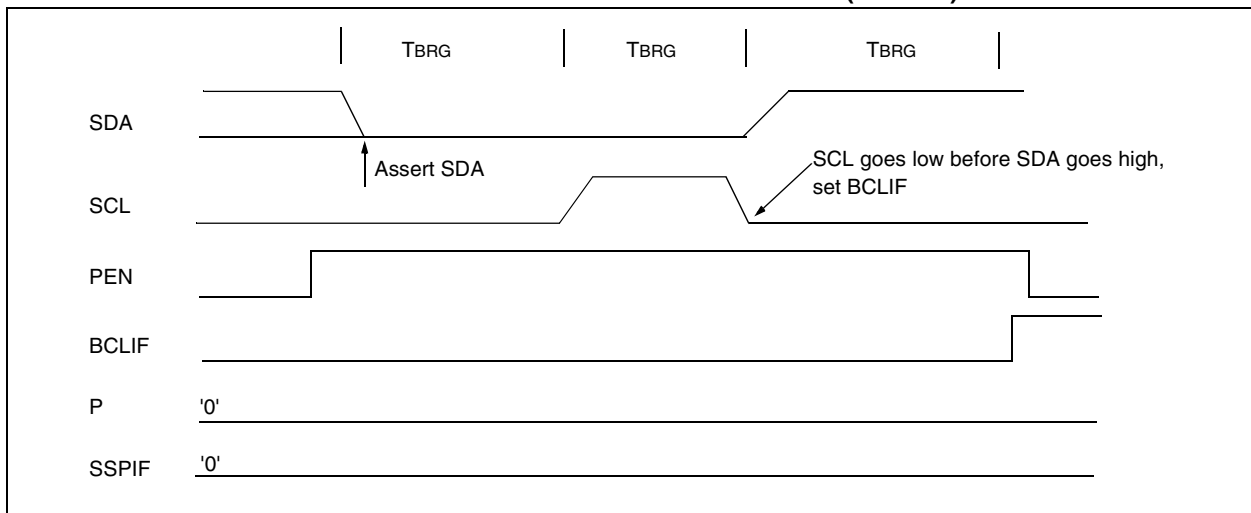 TBRG TBRG TBRG
SDA
Assert SDA
SCL goes low before SDA goes high,
set BCLIF
SCL
PEN
BCLIF
P '0'
SSPIF '0'